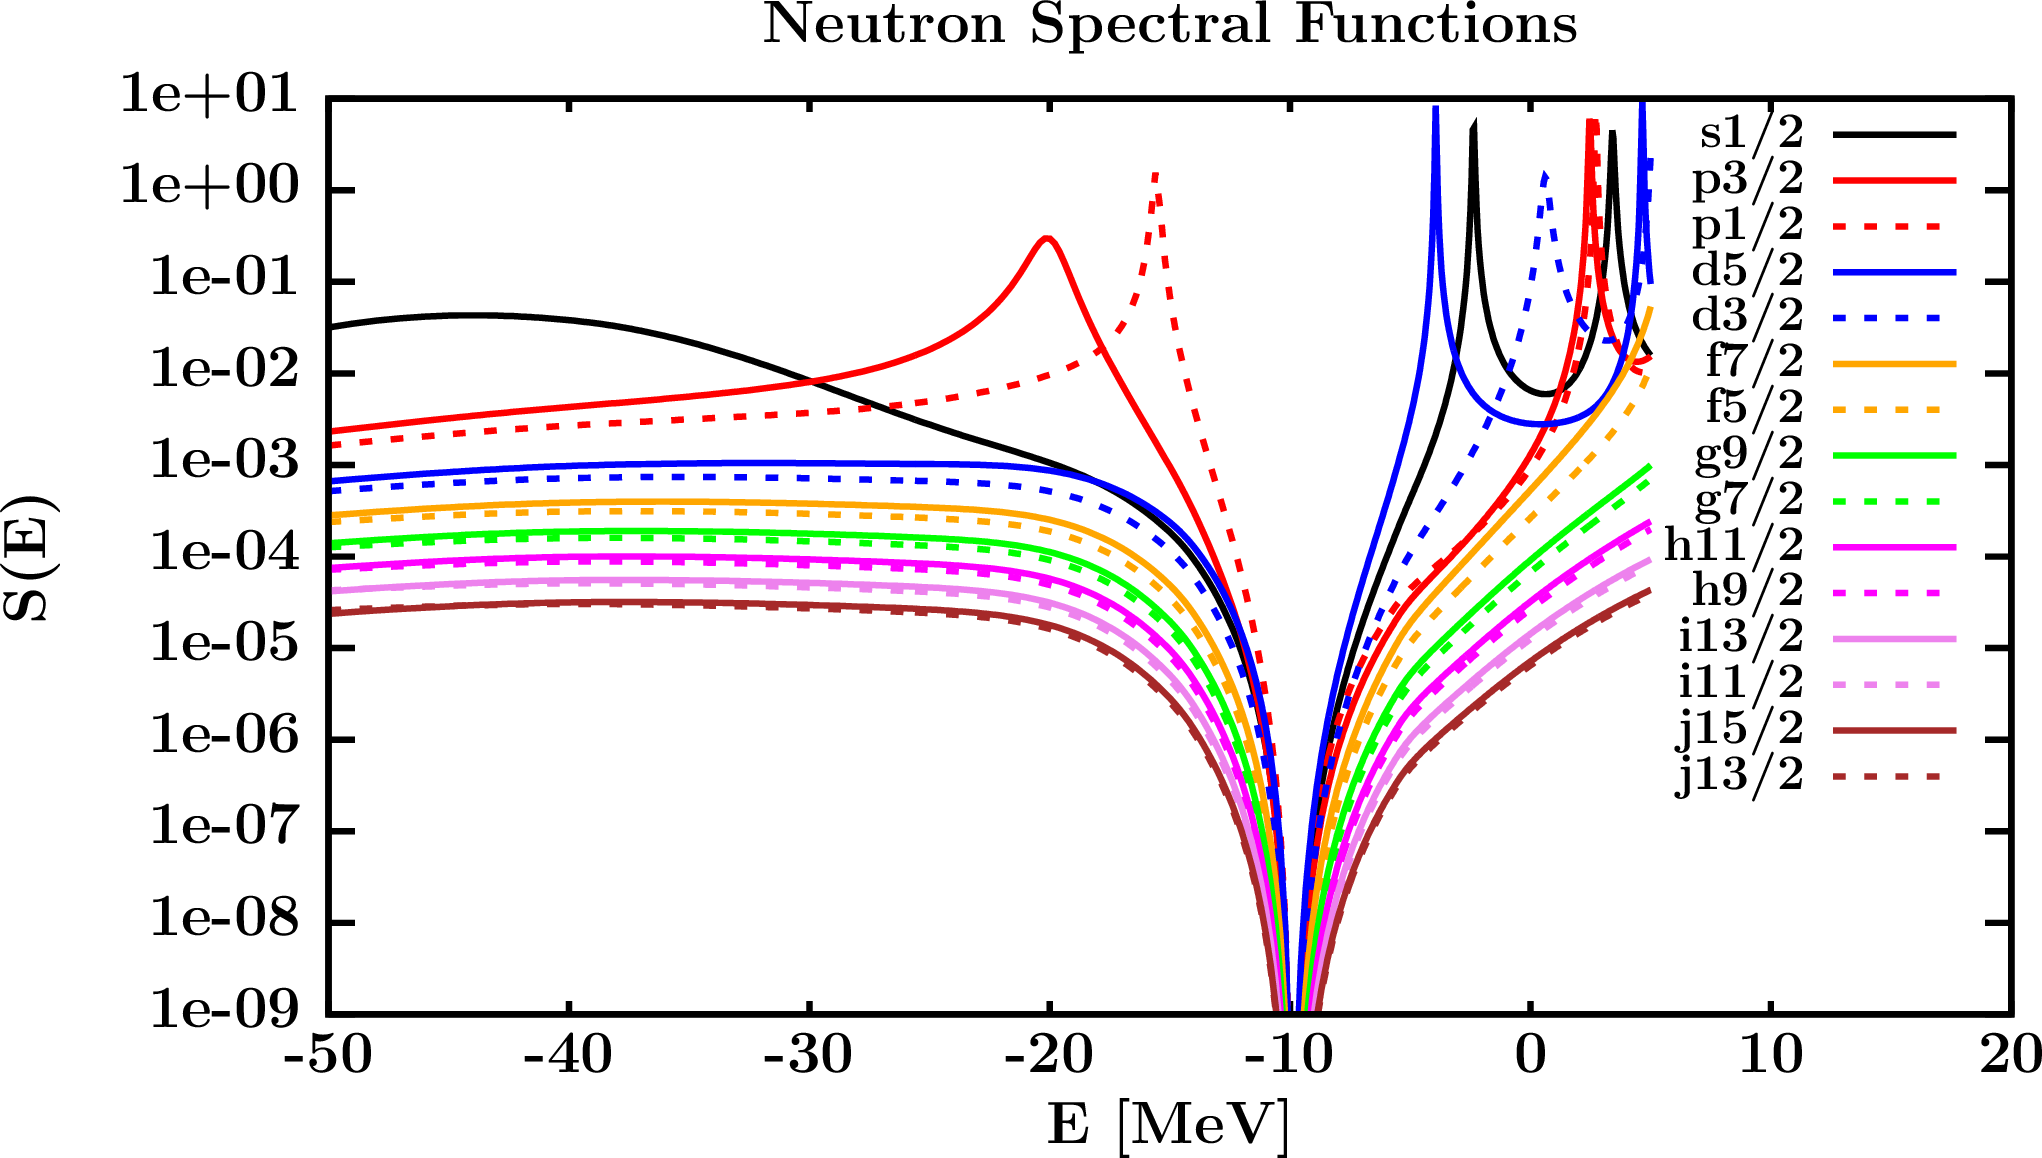 Neutron Spectral Functions
1e+01
1e+00
1e-01
1e-02
1e-03
1e-04
1e-05
1e-06
1e-07
1e-08
1e-09
S(E)
s1/2
p3/2
p1/2
d5/2
d3/2
f7/2
f5/2
g9/2
g7/2
h11/2
h9/2
i13/2
i11/2
j15/2
j13/2
-50 -40 -30 -20 -10 0 10 20
E [MeV]